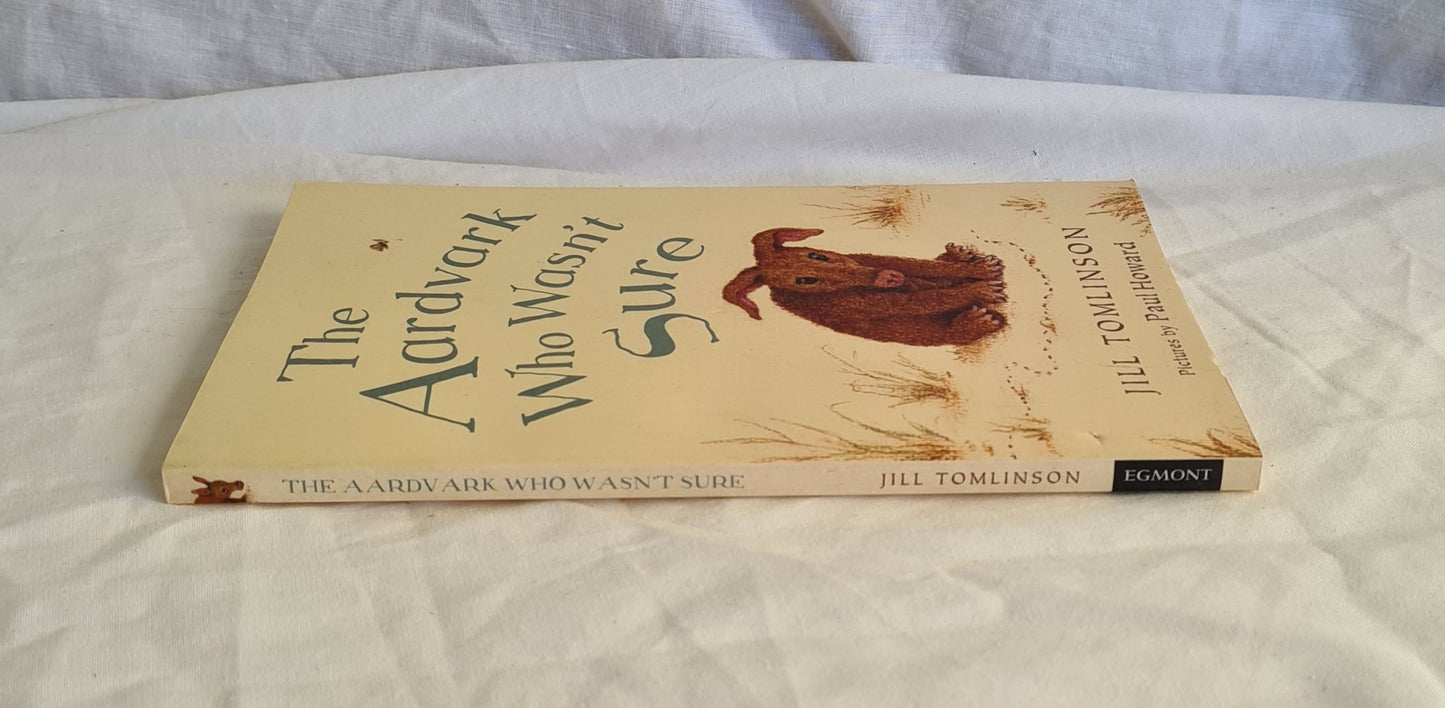 The
Aardvark
Who Wasn't
Sure
JILL TOMLINSON
Pictures by Paul Howard
THE AARDVARK WHO WASN'T SURE JILL TOMLINSON EGMONT